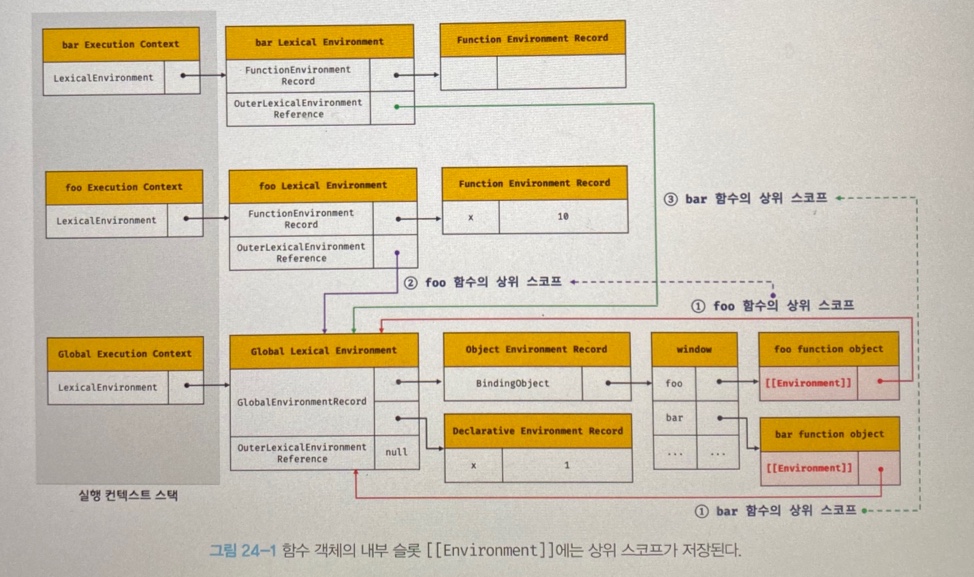 bar Execution Context
LexicalEnvironment
bar Lexical Environment
FunctionEnvironment
Record
OuterLexicalEnvironment
Reference
Function Environment Record
foo Execution Context
LexicalEnvironment
foo Lexical Environment
FunctionEnvironment
Record
OuterLexicalEnvironment
Reference
Function Environment Record
x 10
③ bar 함수의 상위 스코프
② foo 함수의 상위 스코프
① foo 함수의 상위 스코프
Global Execution Context
LexicalEnvironment
Global Lexical Environment
GlobalEnvironmentRecord
OuterLexicalEnvironment
Reference
null
Object Environment Record
BindingObject
Declarative Environment Record
x 1
window
foo
bar
... ...
foo function object
[[Environment]]
bar function object
[[Environment]]
① bar 함수의 상위 스코프
실행 컨텍스트 스택
그림 24-1 함수 객체의 내부 슬롯 [[Environment]]에는 상위 스코프가 저장된다.